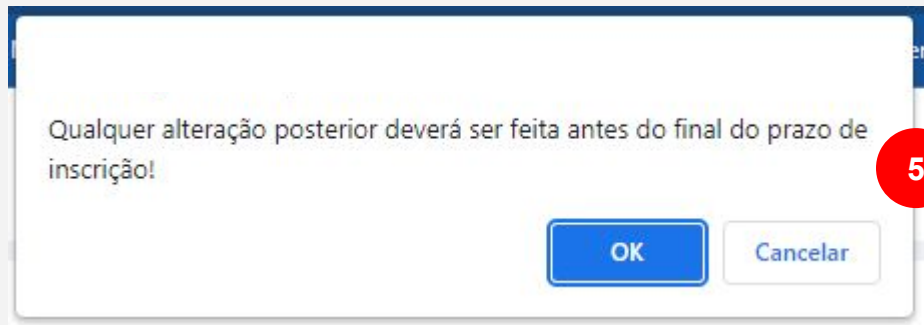 Qualquer alteração posterior deverá ser feita antes do final do prazo de
inscrição!
5
OK
Cancelar